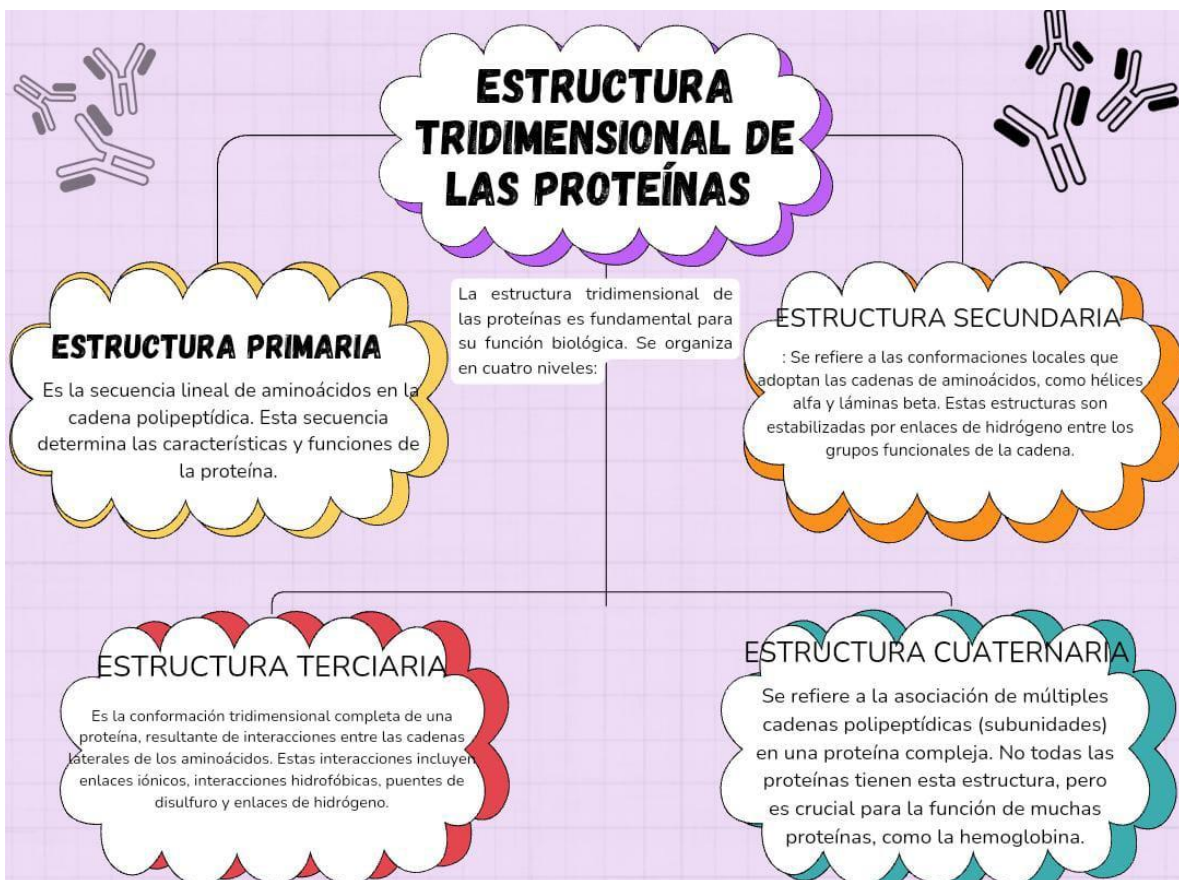 ESTRUCTURA
TRIDIMENSIONAL DE
LAS PROTEÍNAS
La estructura tridimensional de
las proteínas es fundamental para
su función biológica. Se organiza
en cuatro niveles:
ESTRUCTURA PRIMARIA
Es la secuencia lineal de aminoácidos en la
cadena polipeptídica. Esta secuencia
determina las características y funciones de
la proteína.
ESTRUCTURA SECUNDARIA
: Se refiere a las conformaciones locales que
adoptan las cadenas de aminoácidos, como hélices
alfa y láminas beta. Estas estructuras son
estabilizadas por enlaces de hidrógeno entre los
grupos funcionales de la cadena.
ESTRUCTURA TERCIARIA
Es la conformación tridimensional completa de una
proteína, resultante de interacciones entre las cadenas
laterales de los aminoácidos. Estas interacciones incluyen
enlaces iónicos, interacciones hidrofóbicas, puentes de
disulfuro y enlaces de hidrógeno.
ESTRUCTURA CUATERNARIA
Se refiere a la asociación de múltiples
cadenas polipeptídicas (subunidades)
en una proteína compleja. No todas las
proteínas tienen esta estructura, pero
es crucial para la función de muchas
proteínas, como la hemoglobina.